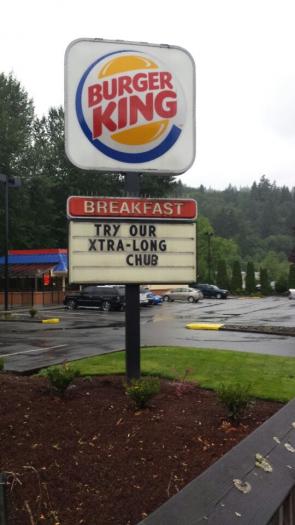 BURGER
KING
BREAKFAST
TRY OUR
XTRA-LONG
CHUB